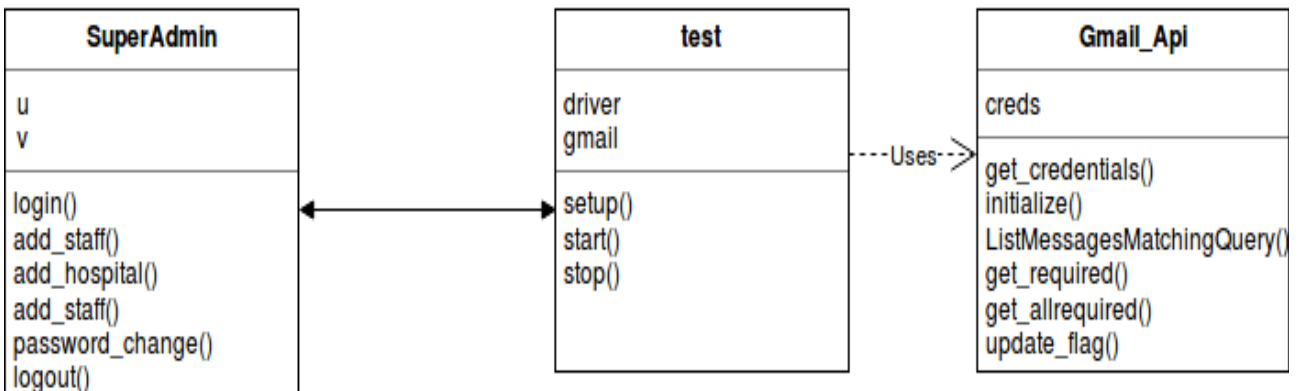 SuperAdmin
u
v
login()
add_staff()
add_hospital()
add_staff()
password_change()
logout()
test
driver
gmail
setup()
start()
stop()
Uses
Gmail_Api
creds
get_credentials()
initialize()
ListMessagesMatchingQuery()
get_required()
get_allrequired()
update_flag()